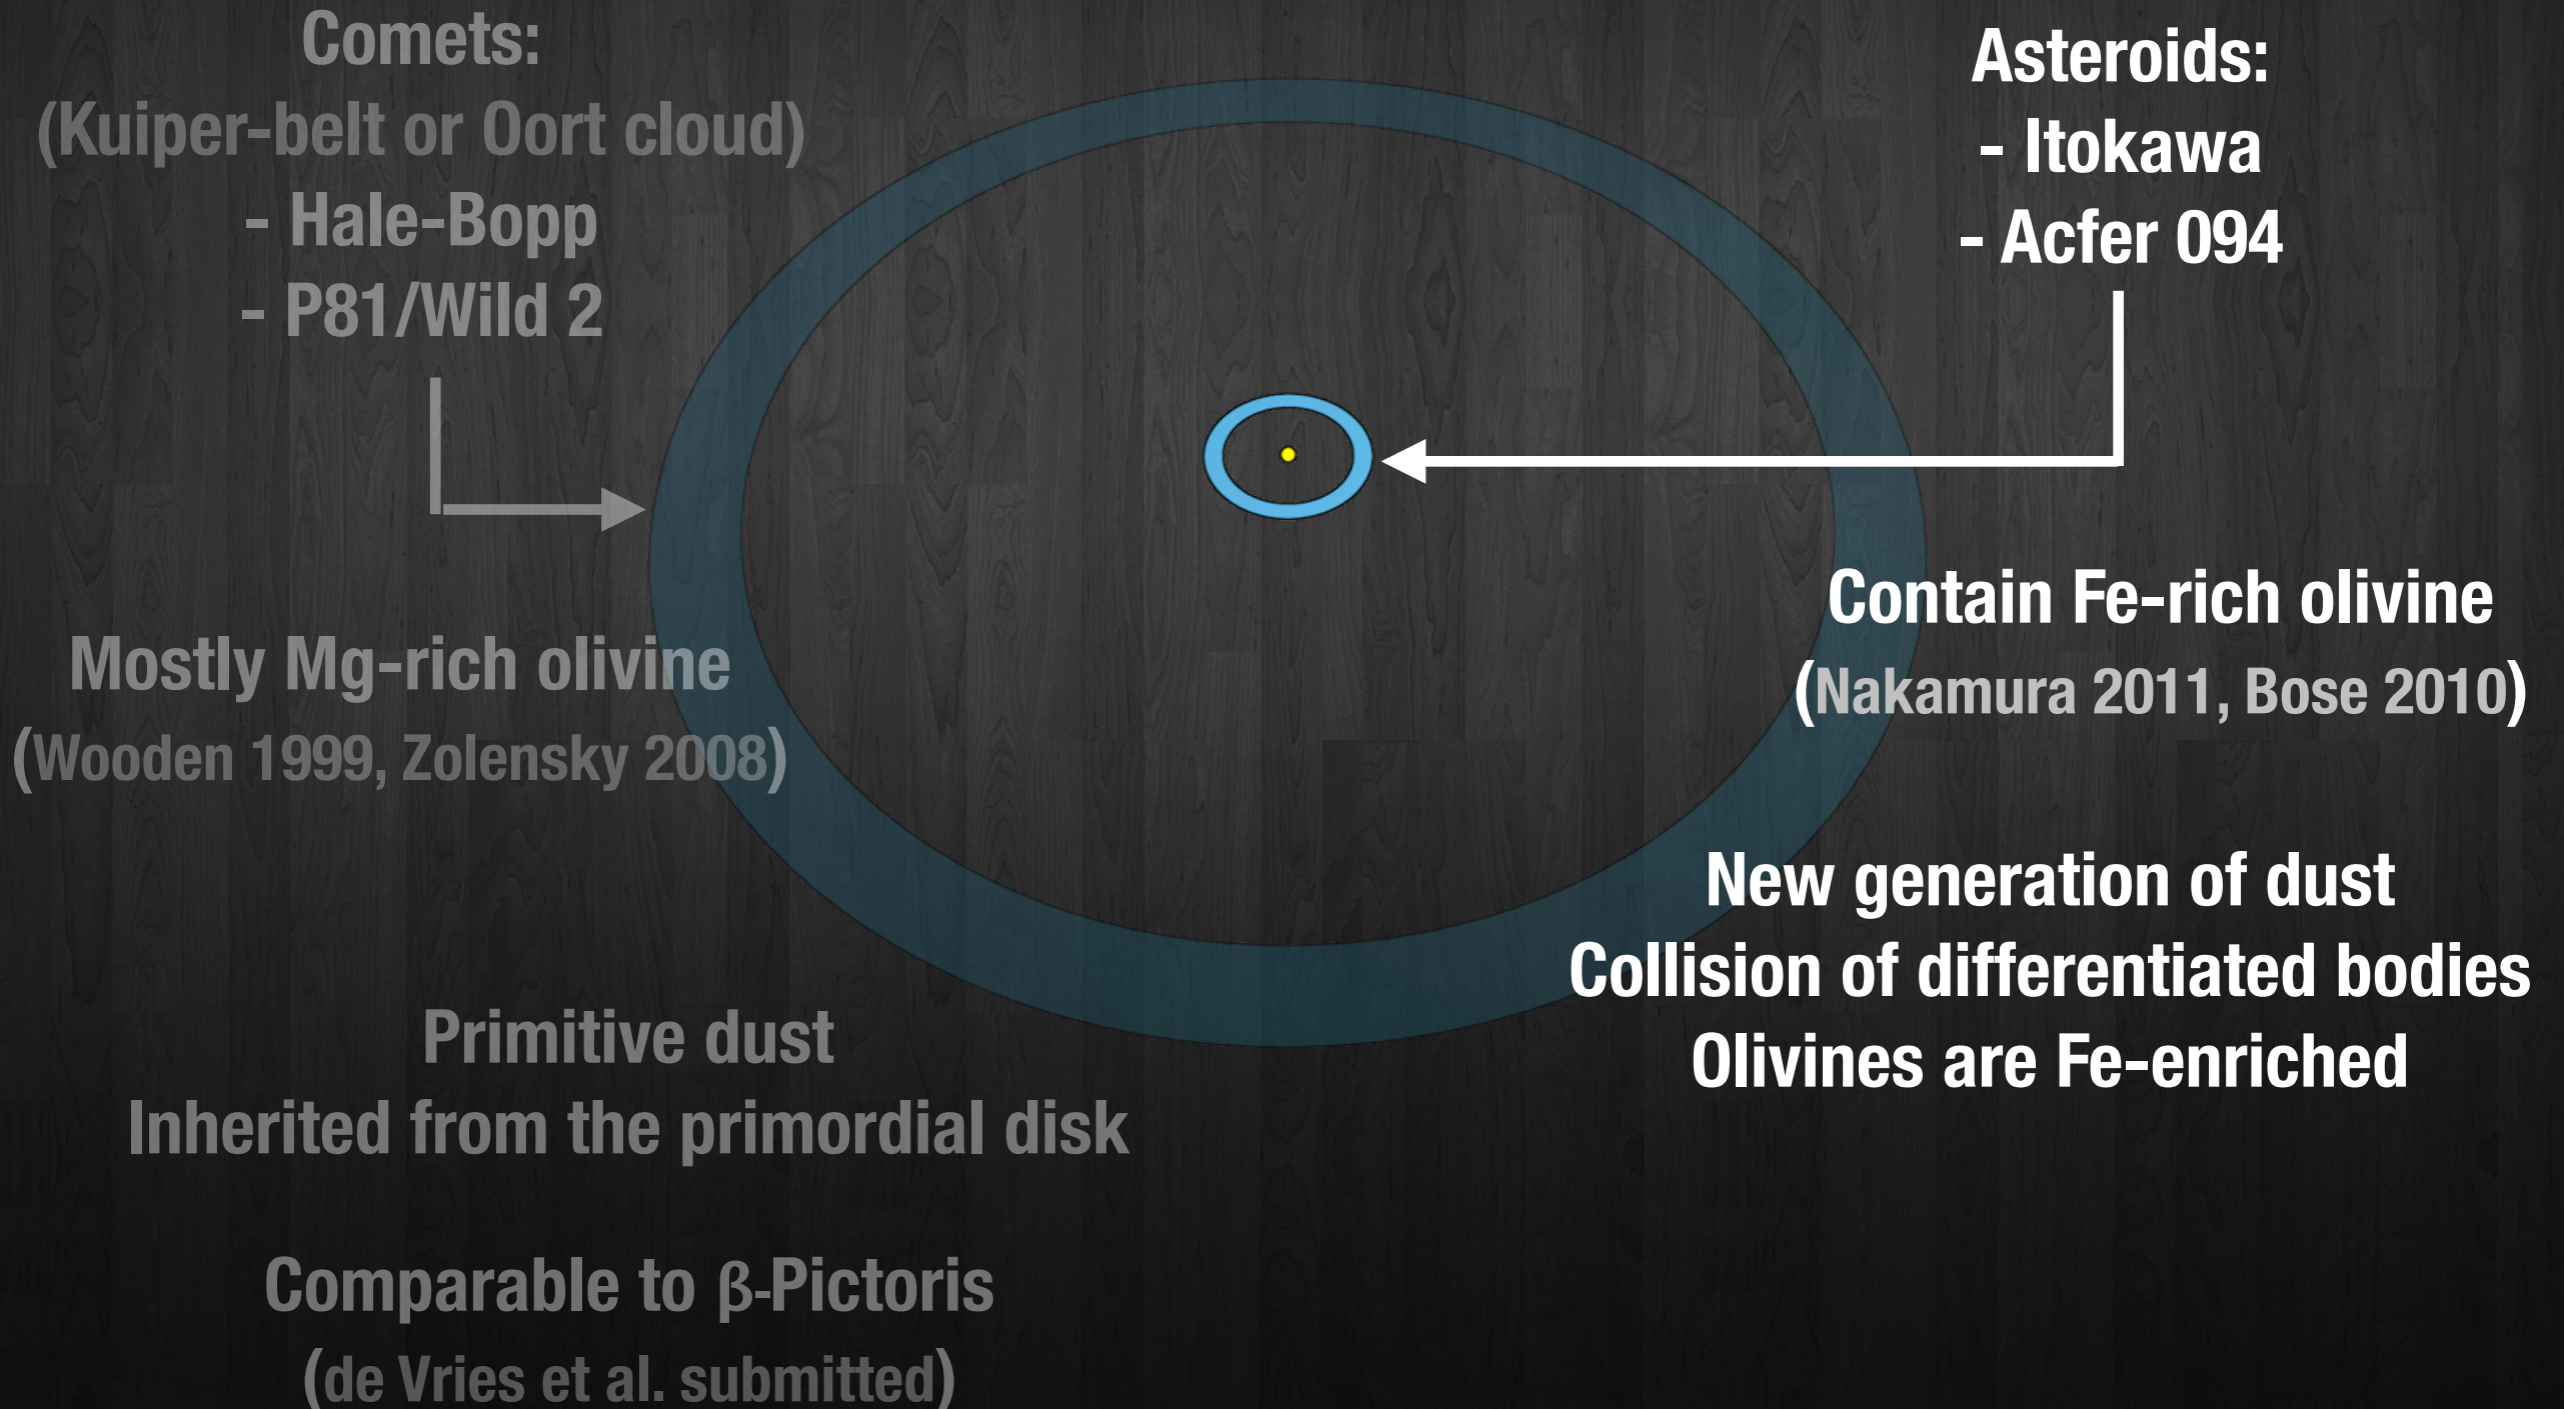 Comets:
(Kuiper-belt or Oort cloud)
- Hale-Bopp
- P81/Wild 2
Mostly Mg-rich olivine
(Wooden 1999, Zolensky 2008)
Primitive dust
Inherited from the primordial disk
Comparable to β-Pictoris
(de Vries et al. submitted)
Asteroids:
- Itokawa
- Acfer 094
Contain Fe-rich olivine
(Nakamura 2011, Bose 2010)
New generation of dust
Collision of differentiated bodies
Olivines are Fe-enriched